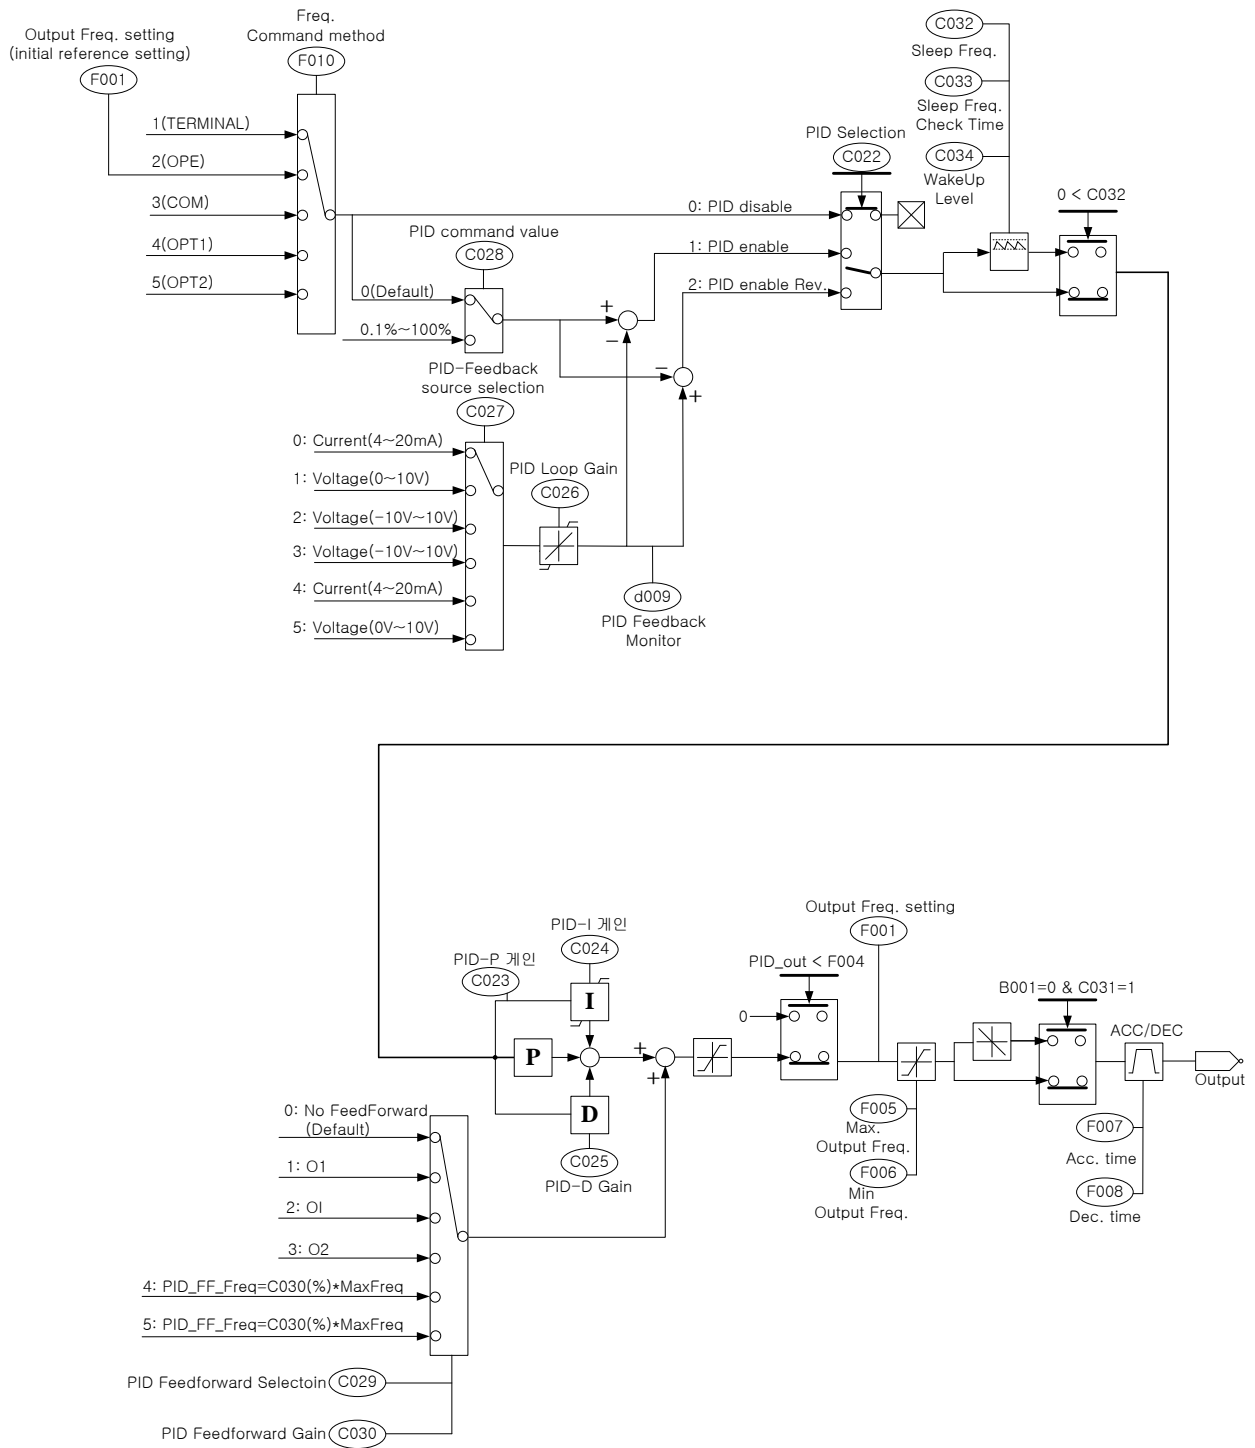 Output Freq. setting
(initial reference setting)
F001
Freq.
Command method
F010
1(TERMINAL)
2(OPE)
3(COM)
4(OPT1)
5(OPT2)
PID command value
C028
0(Default)
0.1%~100%
PID-Feedback
source selection
C027
0: Current(4~20mA)
1: Voltage(0~10V)
2: Voltage(-10V~10V)
3: Voltage(-10V~10V)
4: Current(4~20mA)
5: Voltage(0V~10V)
PID Loop Gain
C026
+
−
−
+
d009
PID Feedback
Monitor
0: PID disable
1: PID enable
2: PID enable Rev.
PID Selection
C022
C032
Sleep Freq.
C033
Sleep Freq.
Check Time
C034
WakeUp
Level
0 < C032
PID-P 게인
C023
PID-I 게인
C024
I
P
D
C025
PID-D Gain
+
+
0: No FeedForward
(Default)
1: O1
2: OI
3: O2
4: PID_FF_Freq=C030(%)*MaxFreq
5: PID_FF_Freq=C030(%)*MaxFreq
PID Feedforward Selectoin
C029
PID Feedforward Gain
C030
PID_out < F004
0
Output Freq. setting
F001
F005
Max.
Output Freq.
F006
Min
Output Freq.
B001=0 & C031=1
ACC/DEC
Output
F007
Acc. time
F008
Dec. time